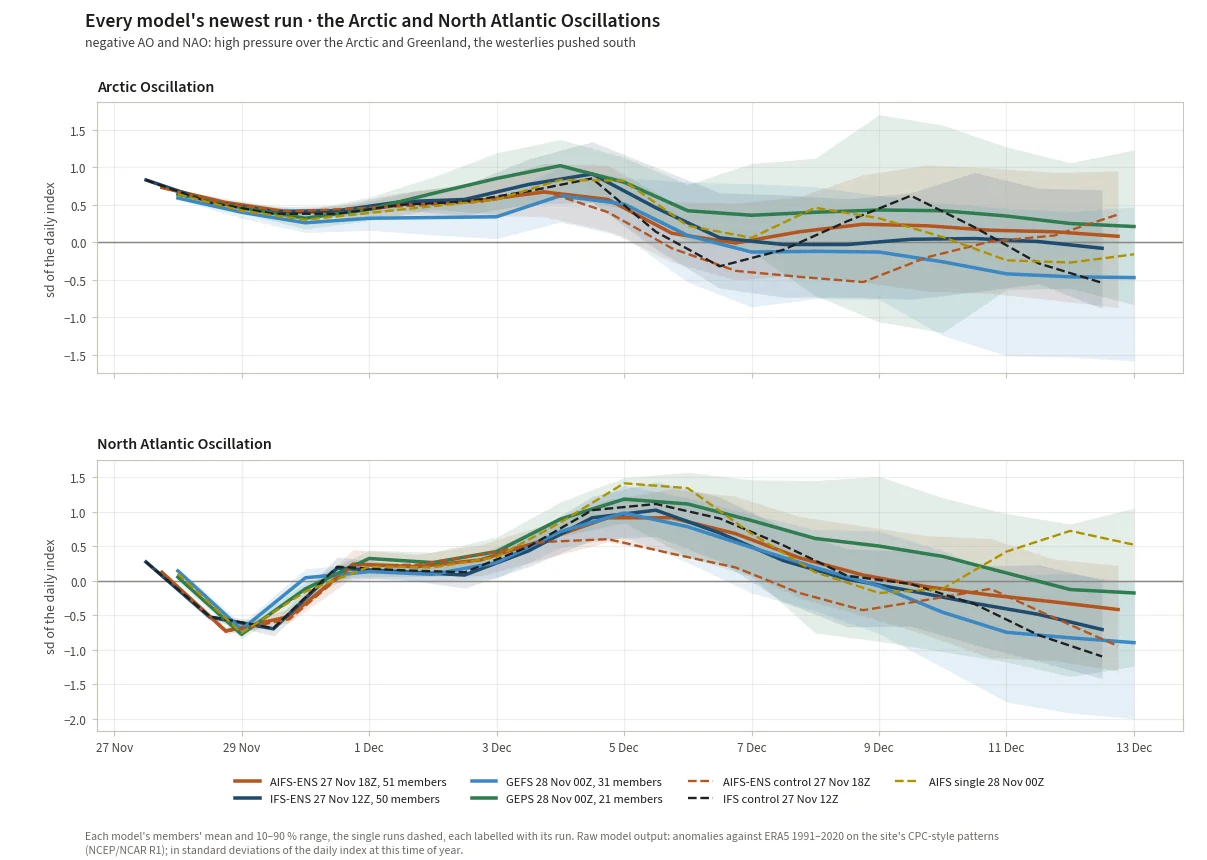 Every model's newest run · the Arctic and North Atlantic Oscillations
negative AO and NAO: high pressure over the Arctic and Greenland, the westerlies pushed south
Arctic Oscillation
sd of the daily index
1.5
1.0
0.5
0.0
−0.5
−1.0
−1.5
North Atlantic Oscillation
sd of the daily index
1.5
1.0
0.5
0.0
−0.5
−1.0
−1.5
−2.0
27 Nov 29 Nov 1 Dec 3 Dec 5 Dec 7 Dec 9 Dec 11 Dec 13 Dec
AIFS-ENS 27 Nov 18Z, 51 members GEFS 28 Nov 00Z, 31 members AIFS-ENS control 27 Nov 18Z AIFS single 28 Nov 00Z
IFS-ENS 27 Nov 12Z, 50 members GEPS 28 Nov 00Z, 21 members IFS control 27 Nov 12Z
Each model's members' mean and 10–90 % range, the single runs dashed, each labelled with its run. Raw model output: anomalies against ERA5 1991–2020 on the site's CPC-style patterns
(NCEP/NCAR R1); in standard deviations of the daily index at this time of year.